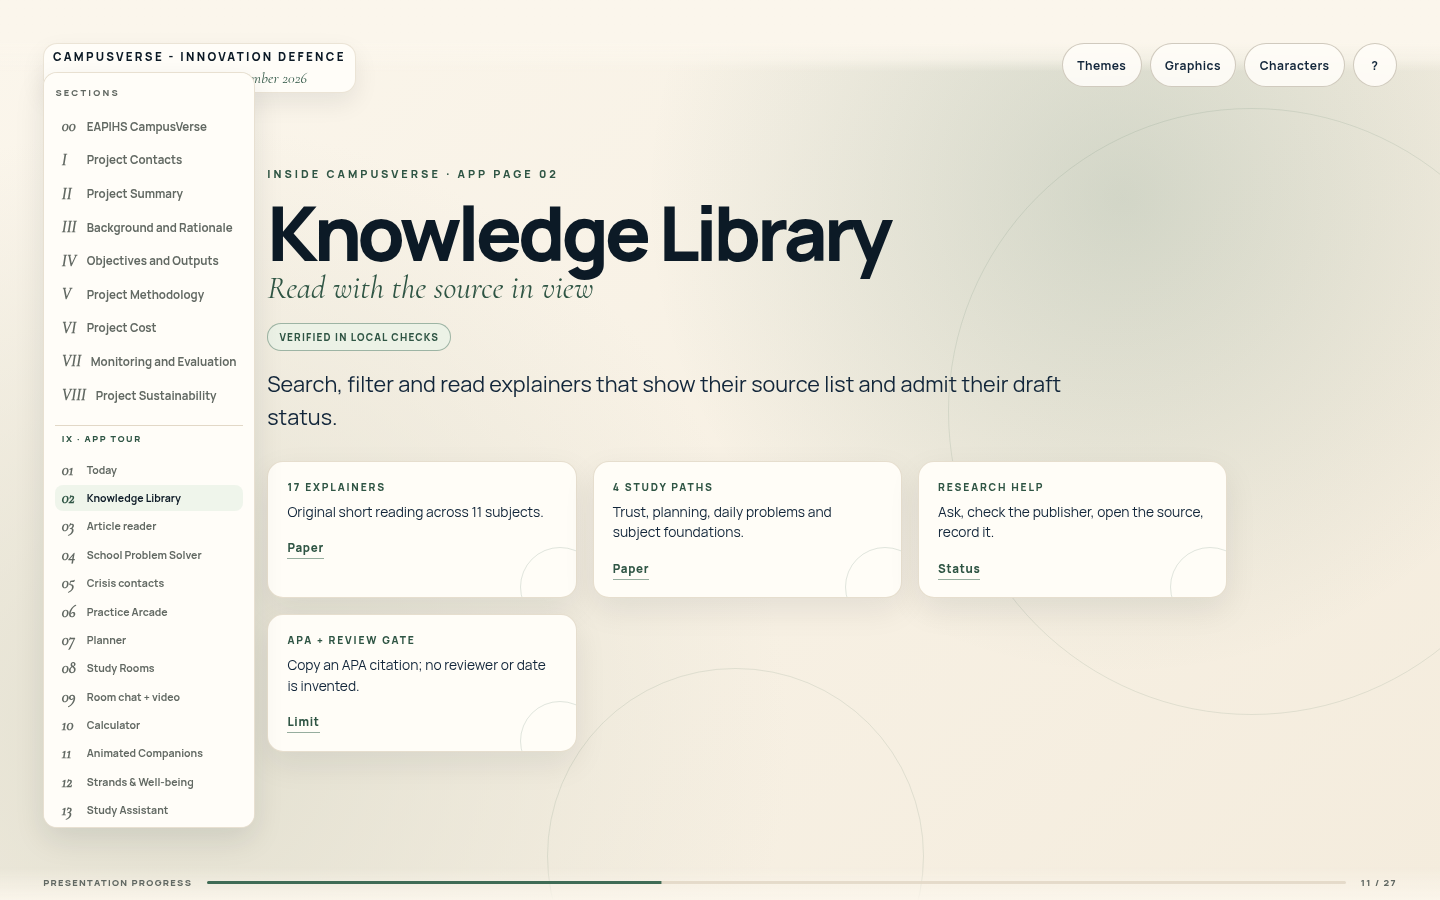 CAMPUSVERSE - INNOVATION DEFENCE
2026
Themes
Graphics
Characters
?
SECTIONS
00 EAPIHS CampusVerse
I Project Contacts
II Project Summary
III Background and Rationale
IV Objectives and Outputs
V Project Methodology
VI Project Cost
VII Monitoring and Evaluation
VIII Project Sustainability
IX · APP TOUR
01 Today
02 Knowledge Library
03 Article reader
04 School Problem Solver
05 Crisis contacts
06 Practice Arcade
07 Planner
08 Study Rooms
09 Room chat + video
10 Calculator
11 Animated Companions
12 Strands & Well-being
13 Study Assistant
INSIDE CAMPUSVERSE · APP PAGE 02
Knowledge Library
Read with the source in view
VERIFIED IN LOCAL CHECKS
Search, filter and read explainers that show their source list and admit their draft
status.
17 EXPLAINERS
Original short reading across 11 subjects.
Paper
4 STUDY PATHS
Trust, planning, daily problems and
subject foundations.
Paper
RESEARCH HELP
Ask, check the publisher, open the source,
record it.
Status
APA + REVIEW GATE
Copy an APA citation; no reviewer or date
is invented.
Limit
PRESENTATION PROGRESS
11 / 27